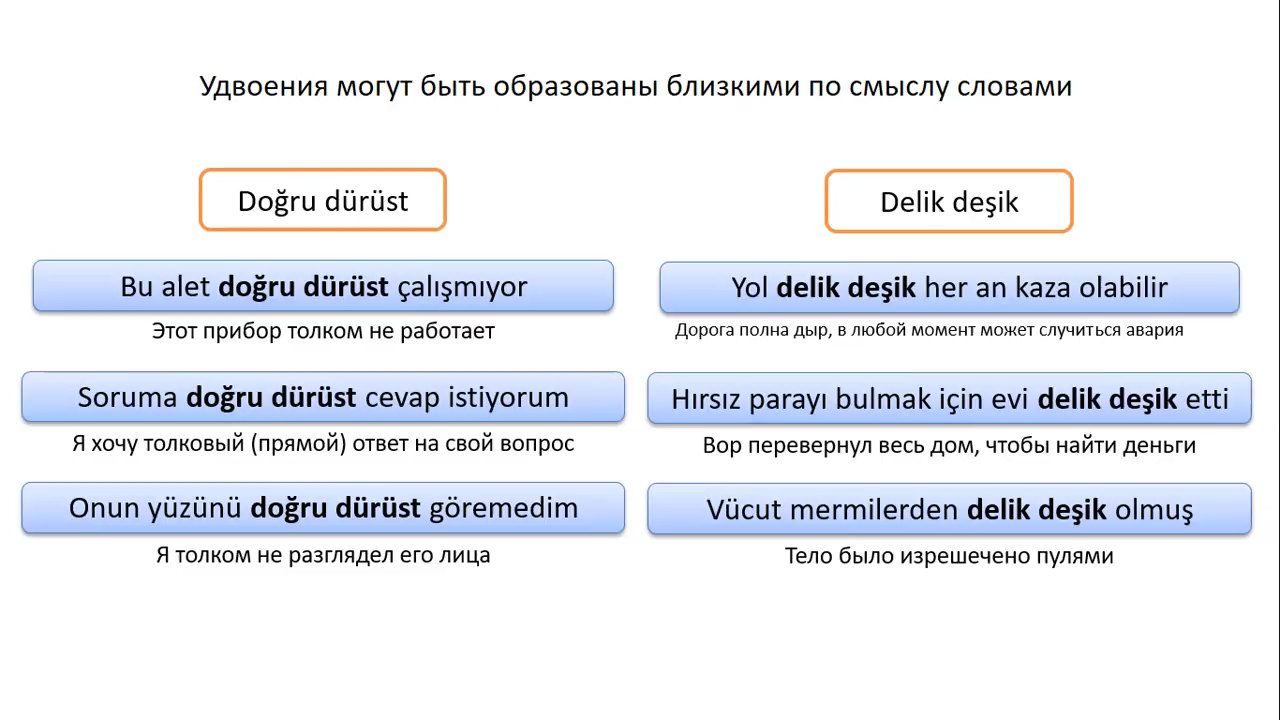 Удвоения могут быть образованы близкими по смыслу словами
Doğru dürüst
Bu alet doğru dürüst çalışmıyor
Этот прибор толком не работает
Soruma doğru dürüst cevap istiyorum
Я хочу толковый (прямой) ответ на свой вопрос
Onun yüzünü doğru dürüst göremedim
Я толком не разглядел его лица
Delik deşik
Yol delik deşik her an kaza olabilir
Дорога полна дыр, в любой момент может случиться авария
Hırsız parayı bulmak için evi delik deşik etti
Вор перевернул весь дом, чтобы найти деньги
Vücut mermilerden delik deşik olmuş
Тело было изрешечено пулями